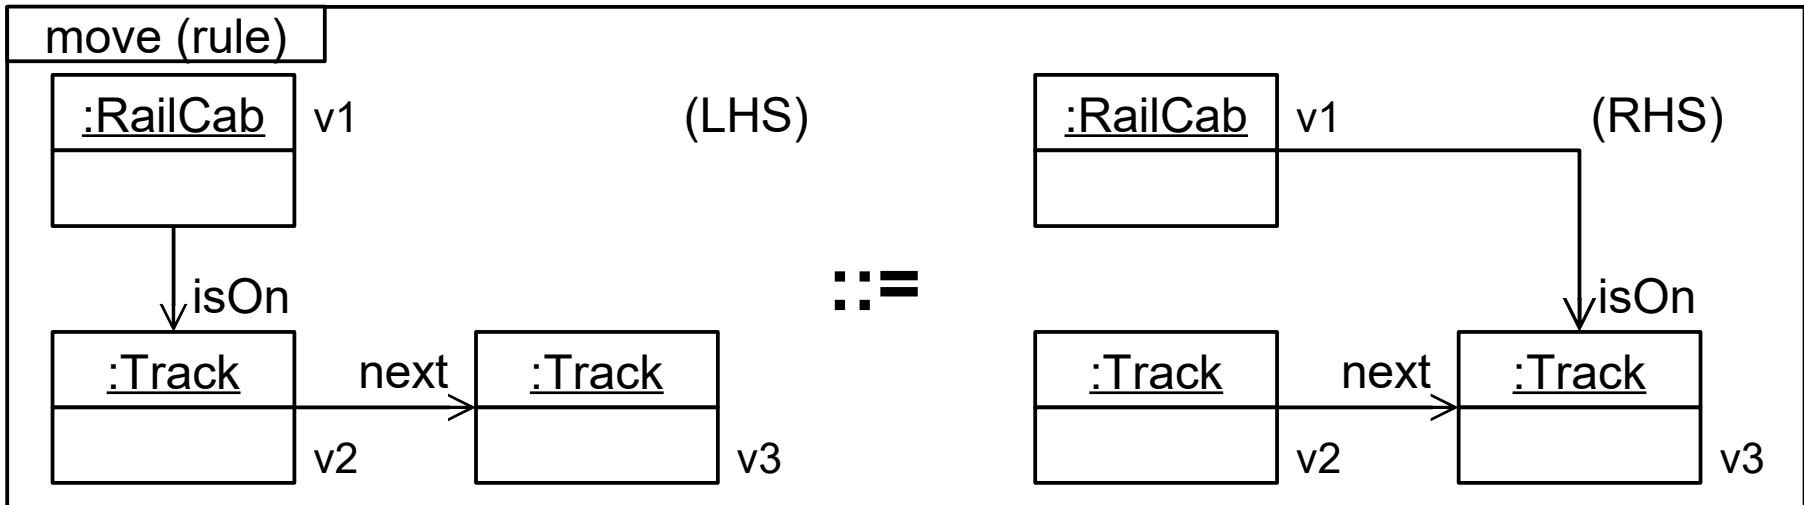 move (rule)
:RailCab v1 (LHS) :RailCab v1 (RHS)
isOn ::= isOn
:Track next :Track :Track next :Track
v2 v3 v2 v3